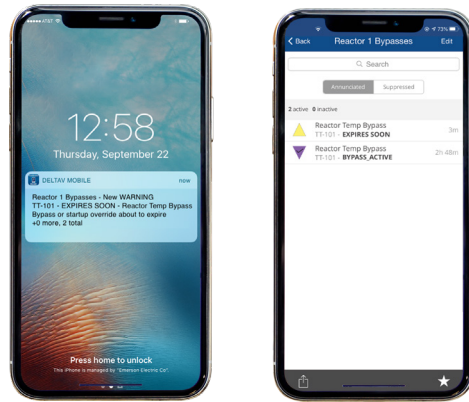 AT&T
12:58
Thursday, September 22
DELTAV MOBILE now
Reactor 1 Bypasses - New WARNING
TT-101 - EXPIRES SOON - Reactor Temp Bypass
Bypass or startup override about to expire
+0 more, 2 total
Press home to unlock
This iPhone is managed by "Emerson Electric Co".
73%
Back Reactor 1 Bypasses Edit
Search
Annunciated Suppressed
2 active 0 inactive
Reactor Temp Bypass
TT-101 - EXPIRES SOON 3m
Reactor Temp Bypass
TT-101 - BYPASS_ACTIVE 2h 48m